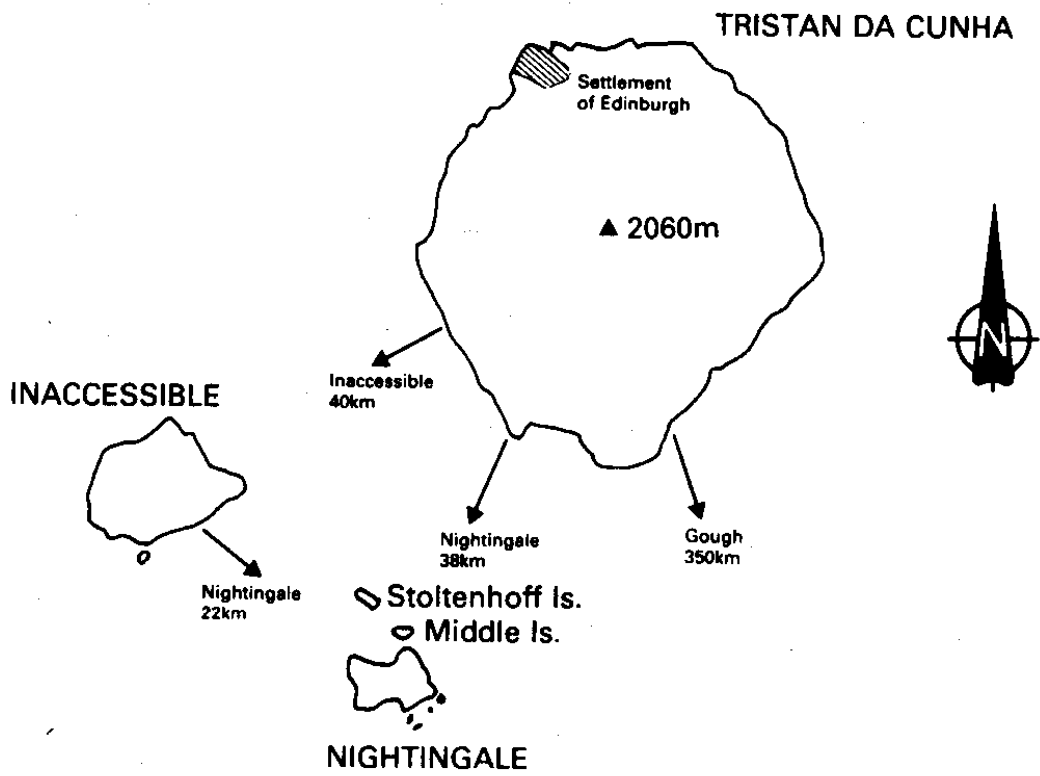 TRISTAN DA CUNHA
Settlement
of Edinburgh
2060m
N
Inaccessible
40km
INACCESSIBLE
Nightingale
38km
Gough
350km
Nightingale
22km
Stoltenhoff Is.
Middle Is.
NIGHTINGALE